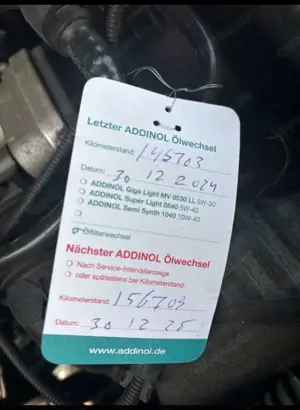 Letzter ADDINOL Ölwechsel
Kilometerstand: 145703
Datum: 30 12 2024
ADDINOL Giga Light MV 0530 LL 5W-30
ADDINOL Super Light 0540 5W-40
ADDINOL Semi Synth 1040 10W-40
Ölfilterwechsel
Nächster ADDINOL Ölwechsel
Nach Service-Intervallanzeige
oder spätestens bei Kilometerstand:
Kilometerstand: 156703
Datum: 30 12 25
www.addinol.de